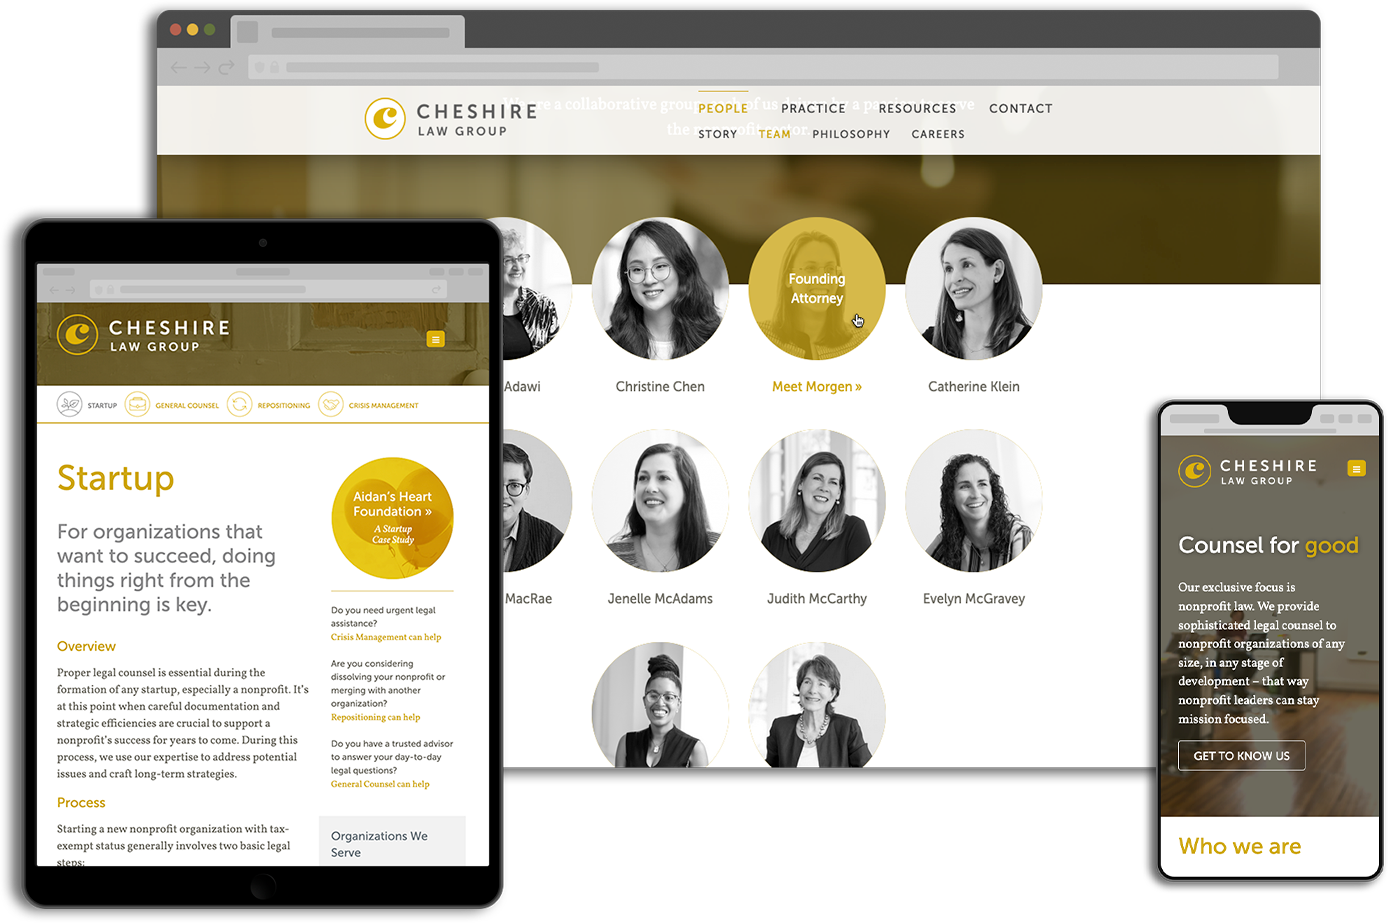 We are a collaborative group
CHESHIRE
LAW GROUP
PEOPLE PRACTICE RESOURCES CONTACT
STORY TEAM PHILOSOPHY CAREERS
Founding
Attorney
Adawi
Christine Chen
Meet Morgen »
Catherine Klein
MacRae
Jenelle McAdams
Judith McCarthy
Evelyn McGravey
CHESHIRE
LAW GROUP
STARTUP
GENERAL COUNSEL
REPOSITIONING
CRISIS MANAGEMENT
Startup
For organizations that
want to succeed, doing
things right from the
beginning is key.
Overview
Proper legal counsel is essential during the
formation of any startup, especially a nonprofit. It's
at this point when careful documentation and
strategic efficiencies are crucial to support a
nonprofit's success for years to come. During this
process, we use our expertise to address potential
issues and craft long-term strategies.
Process
Starting a new nonprofit organization with tax-
exempt status generally involves two basic legal
steps:
Aidan's Heart
Foundation »
A Startup
Case Study
Do you need urgent legal
assistance?
Crisis Management can help
Are you considering
dissolving your nonprofit or
merging with another
organization?
Repositioning can help
Do you have a trusted advisor
to answer your day-to-day
legal questions?
General Counsel can help
Organizations We
Serve
CHESHIRE
LAW GROUP
Counsel for good
Our exclusive focus is
nonprofit law. We provide
sophisticated legal counsel to
nonprofit organizations of any
size, in any stage of
development – that way
nonprofit leaders can stay
mission focused.
GET TO KNOW US
Who we are